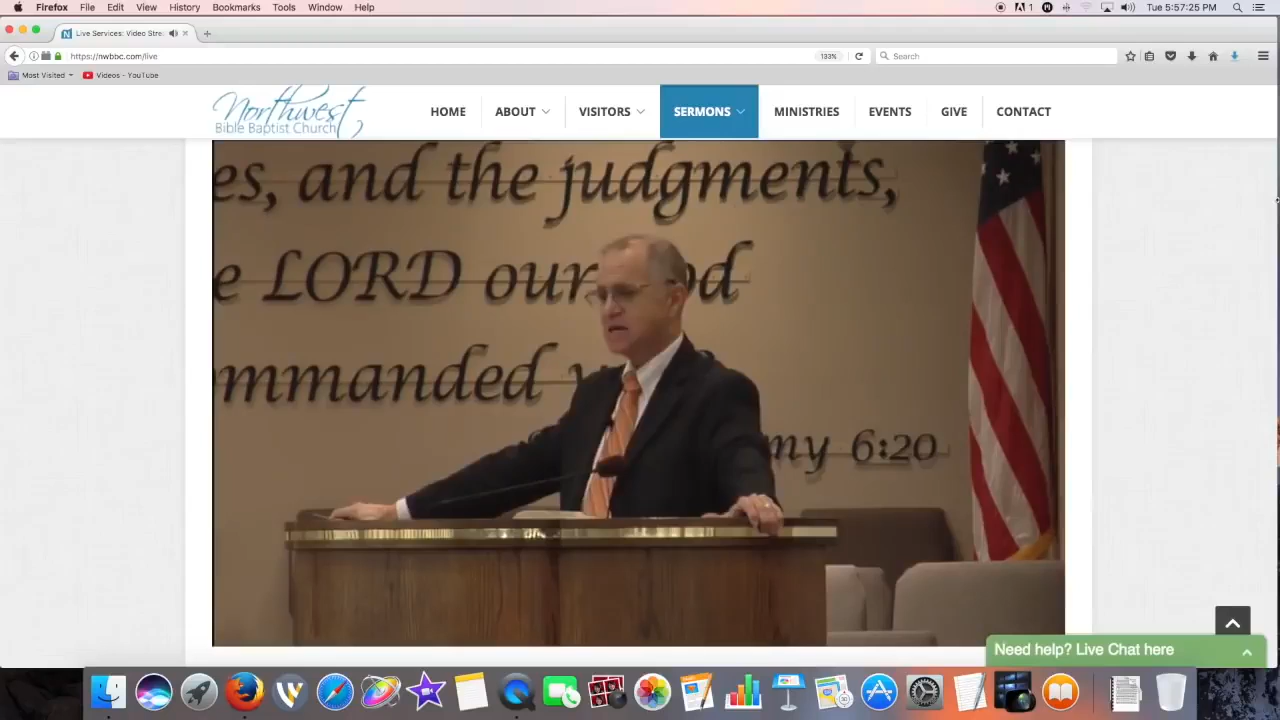 Firefox File Edit View History Bookmarks Tools Window Help 1 Tue 5:57:25 PM
Live Services: Video Stre
https://nwbbc.com/live 133% Search
Most Visited Videos - YouTube
Northwest
Bible Baptist Church
HOME ABOUT VISITORS SERMONS MINISTRIES EVENTS GIVE CONTACT
es, and the judgments,
e LORD our od
mmanded y
my 6:20
Need help? Live Chat here